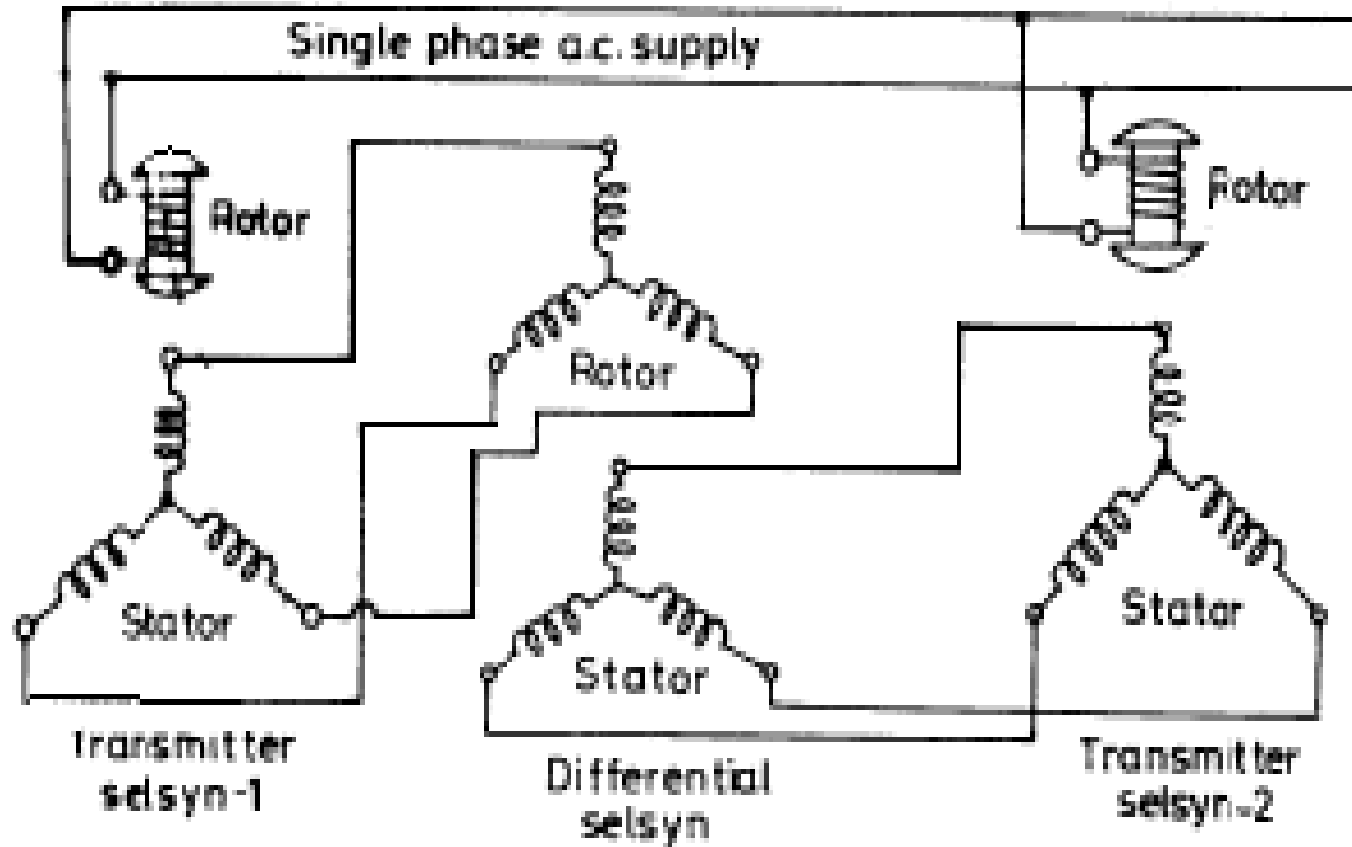 Single phase a.c. supply
Rotor
Rotor
Rotor
Stator
Stator
Stator
Transmitter
selsyn-1
Differential
selsyn
Transmitter
selsyn-2